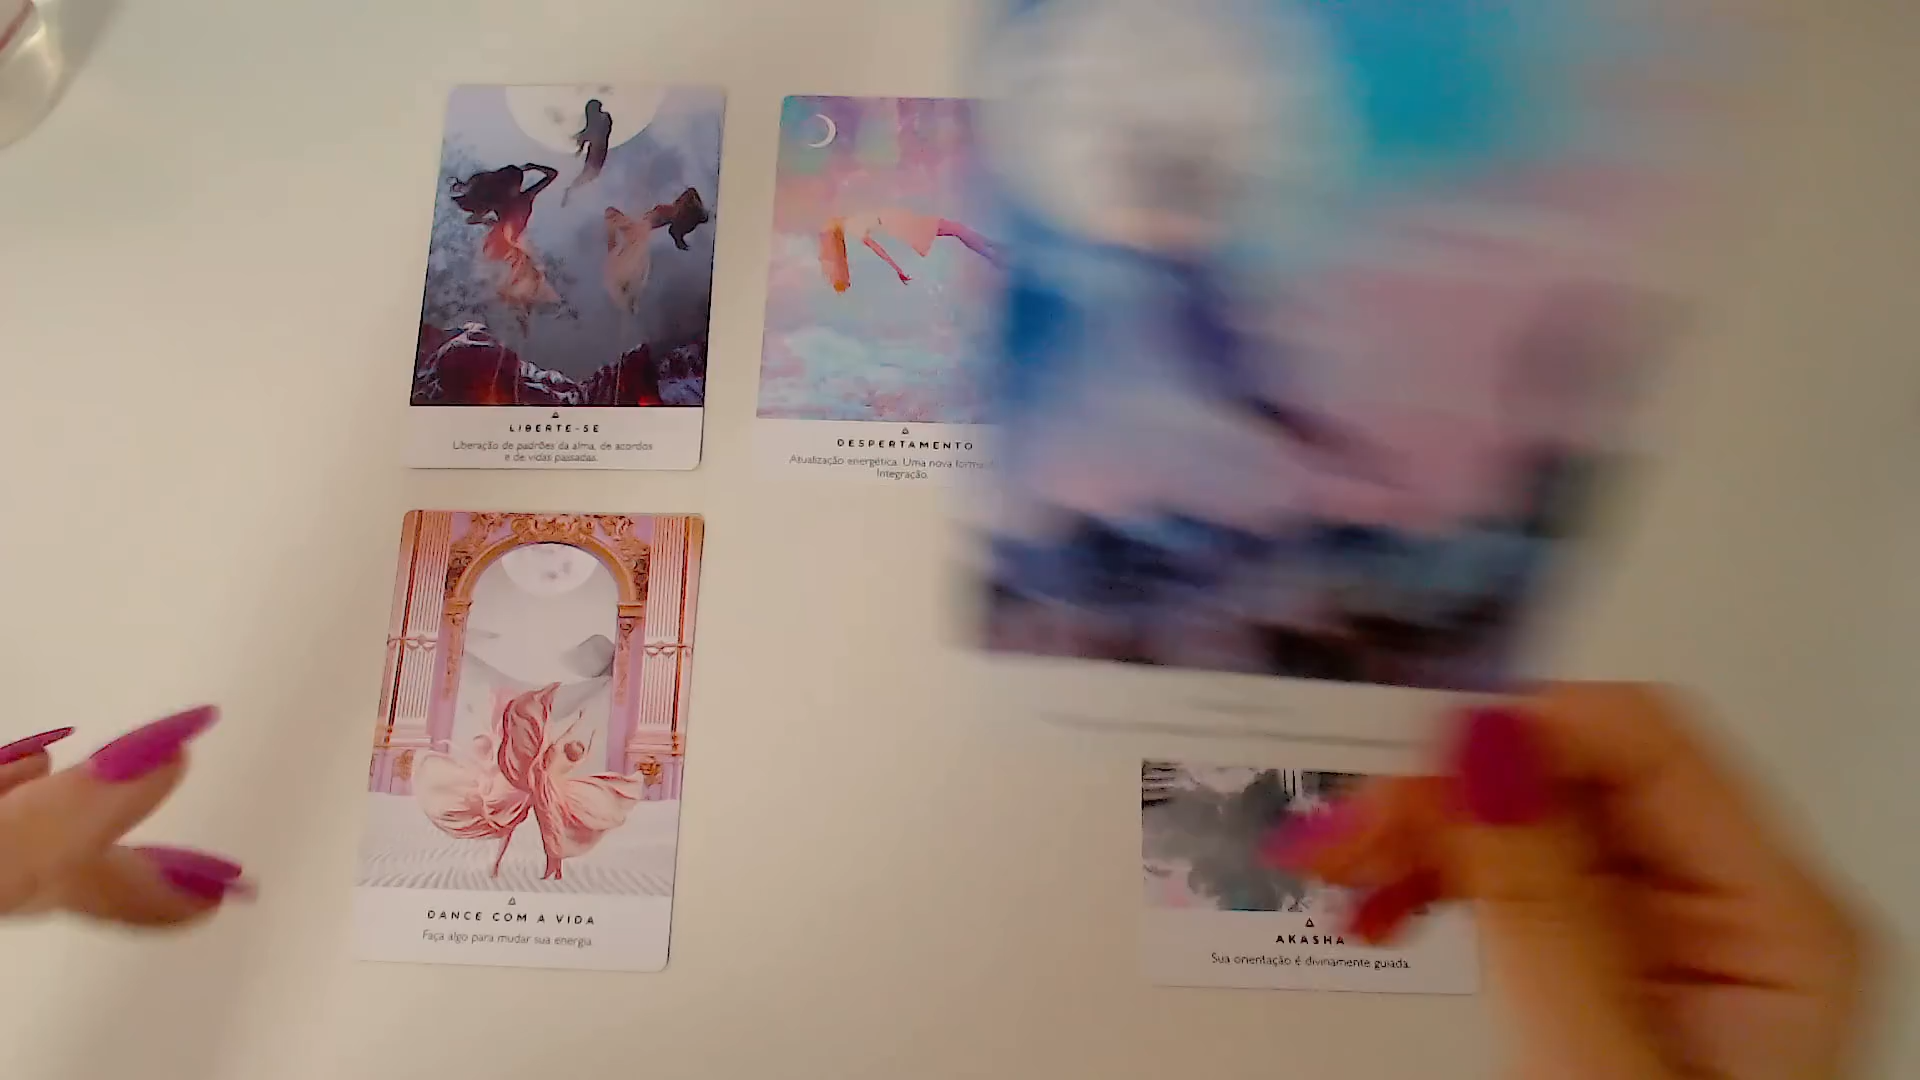 LIBERTE-SE
Liberação de padrões da alma, de acordos
e de vidas passadas.
DESPERTAMENTO
Atualização energética. Uma nova forma
Integração.
DANCE COM A VIDA
Faça algo para mudar sua energia.
AKASHA
Sua orientação é divinamente guiada.